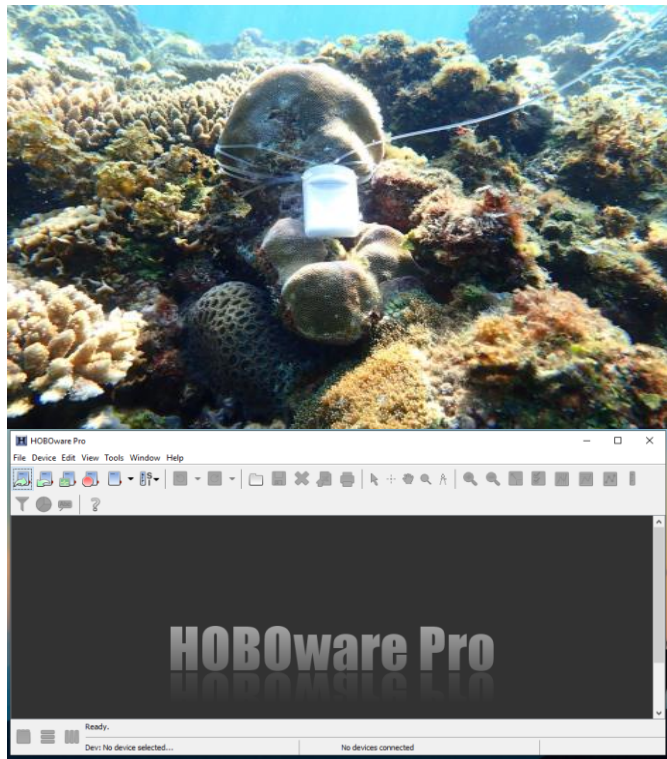 HOBOware Pro
File Device Edit View Tools Window Help
HOBOware Pro
Ready.
Dev: No device selected... No devices connected